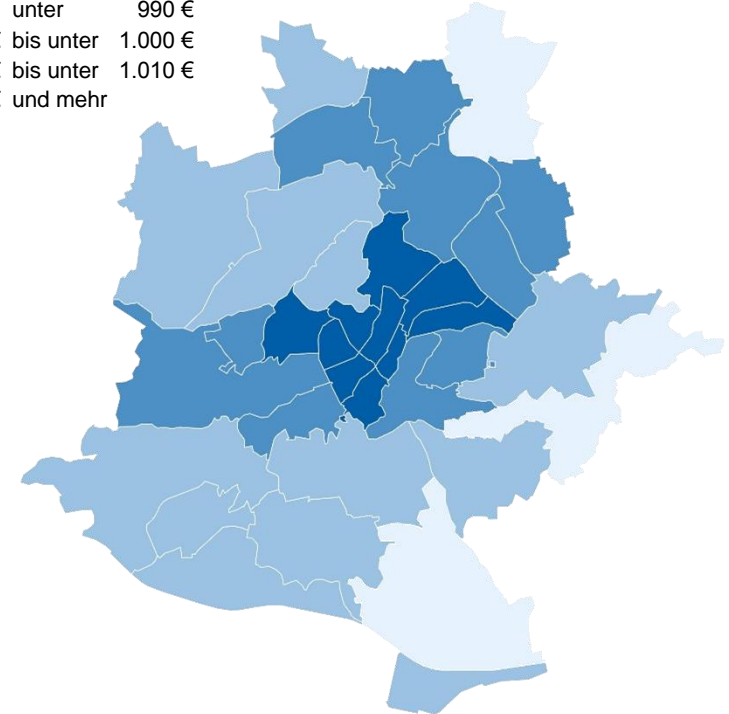 unter 990 €
€ bis unter 1.000 €
€ bis unter 1.010 €
€ und mehr